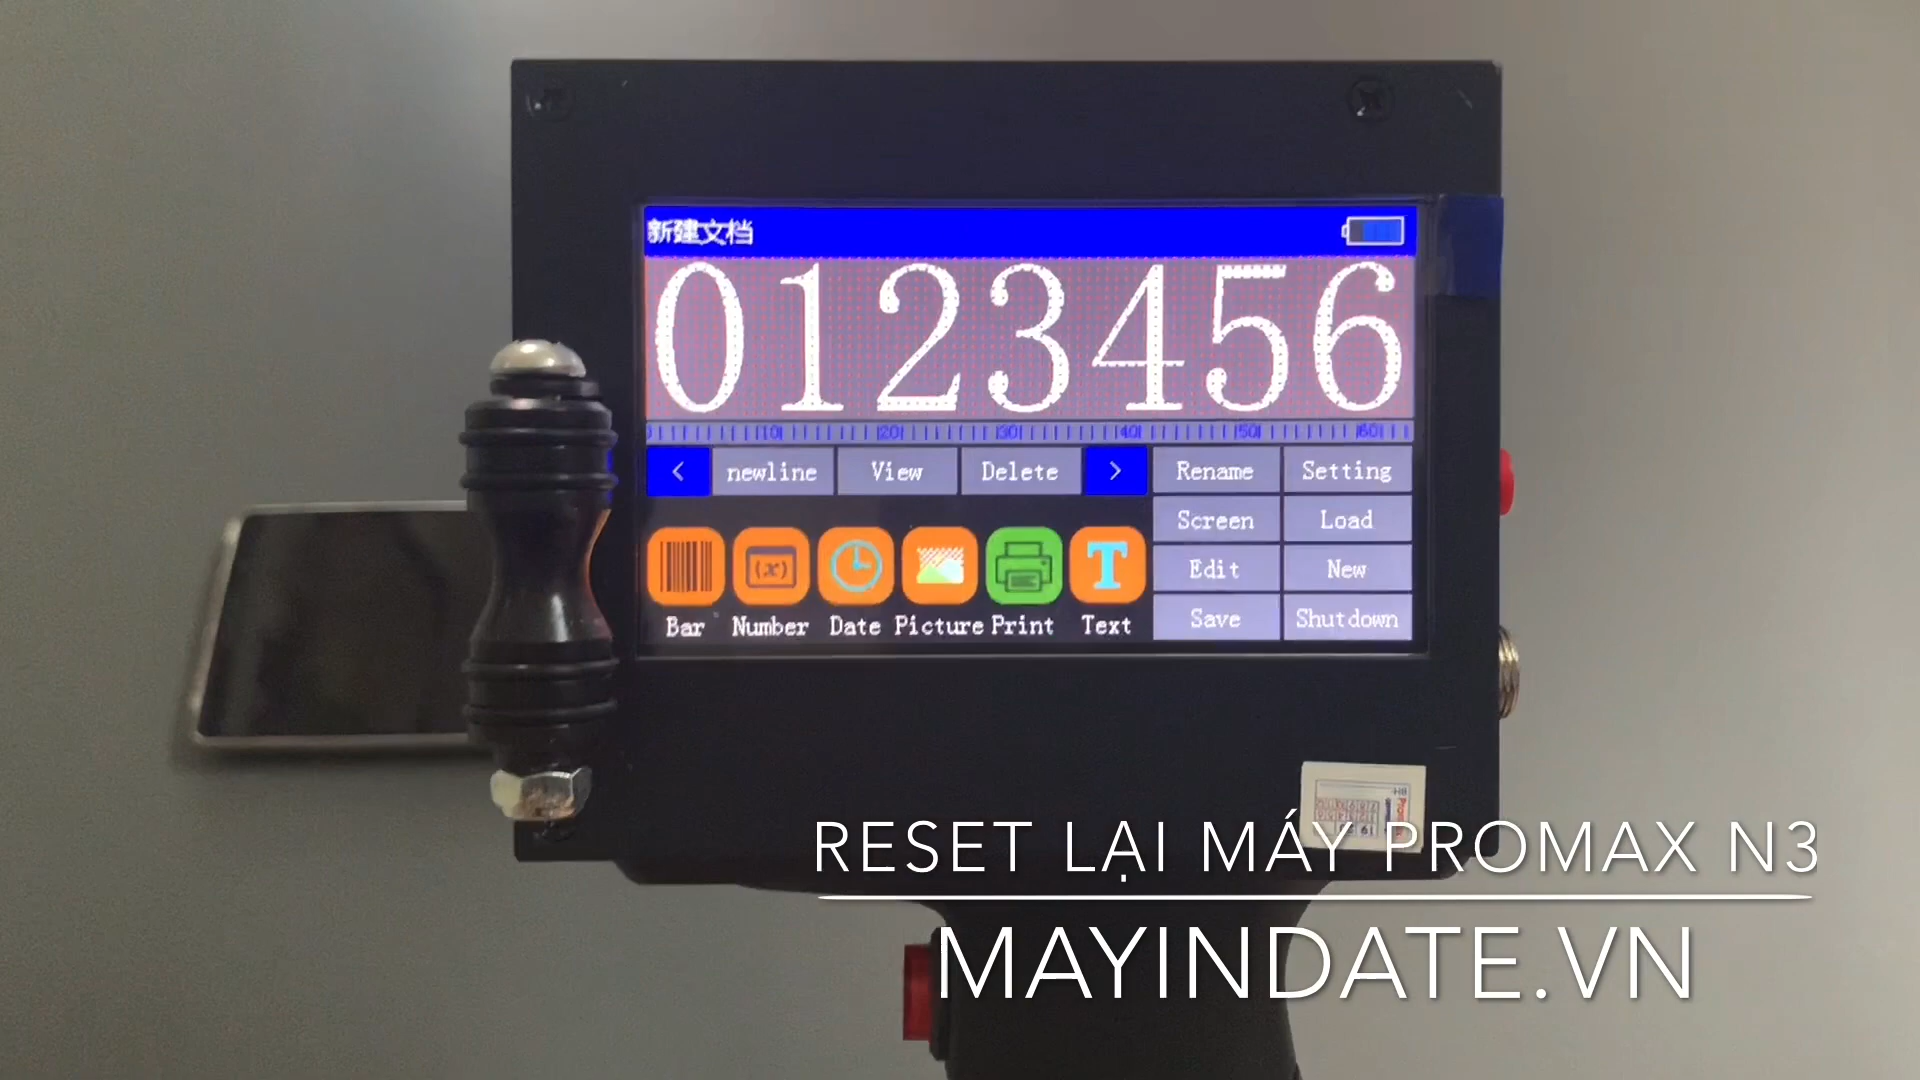 新建文档
0123456
10 20 30 40 50 60
< newline View Delete > Rename Setting
Screen Load
Edit New
Save Shutdown
(x)
T
Bar Number Date Picture Print Text
RESET LẠI MÁY PROMAX N3
MAYINDATE.VN